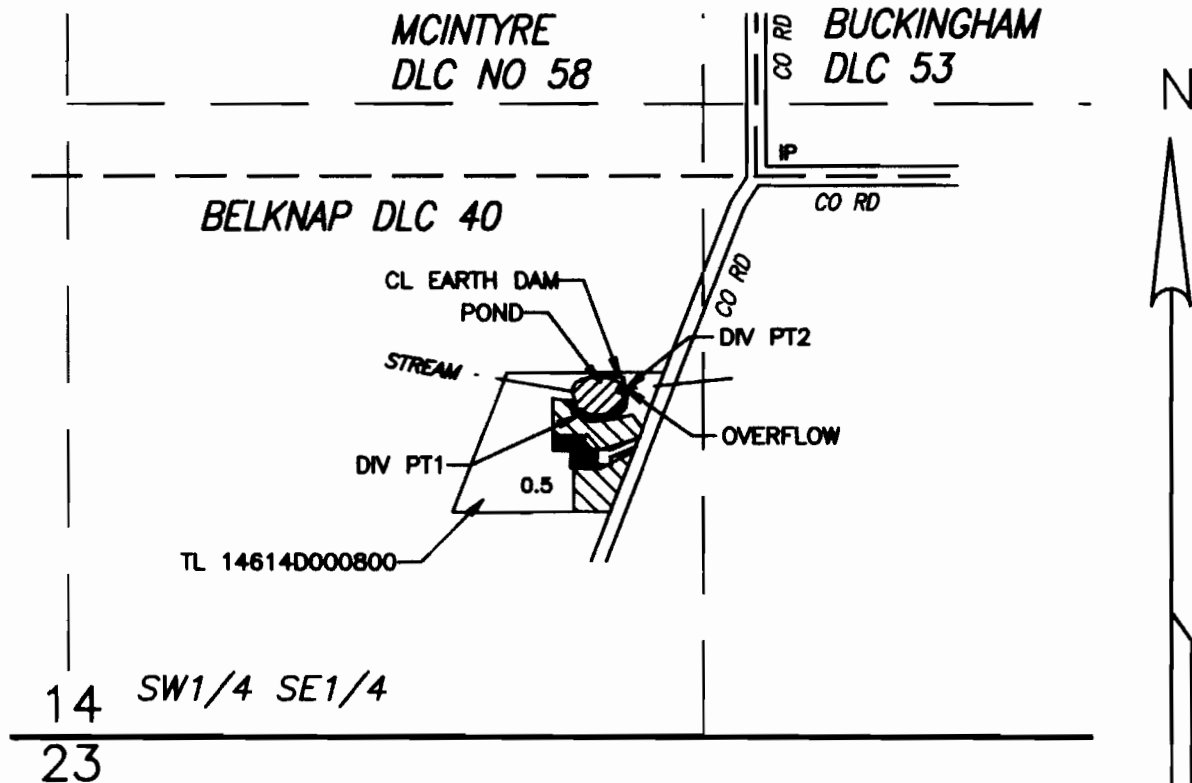 MCINTYRE
DLC NO 58
CO RD
BUCKINGHAM
DLC 53
N
IP
CO RD
BELKNAP DLC 40
CO RD
CL EARTH DAM
POND
DIV PT2
STREAM
OVERFLOW
DIV PT1
0.5
TL 14614D000800
14 SW1/4 SE1/4
23